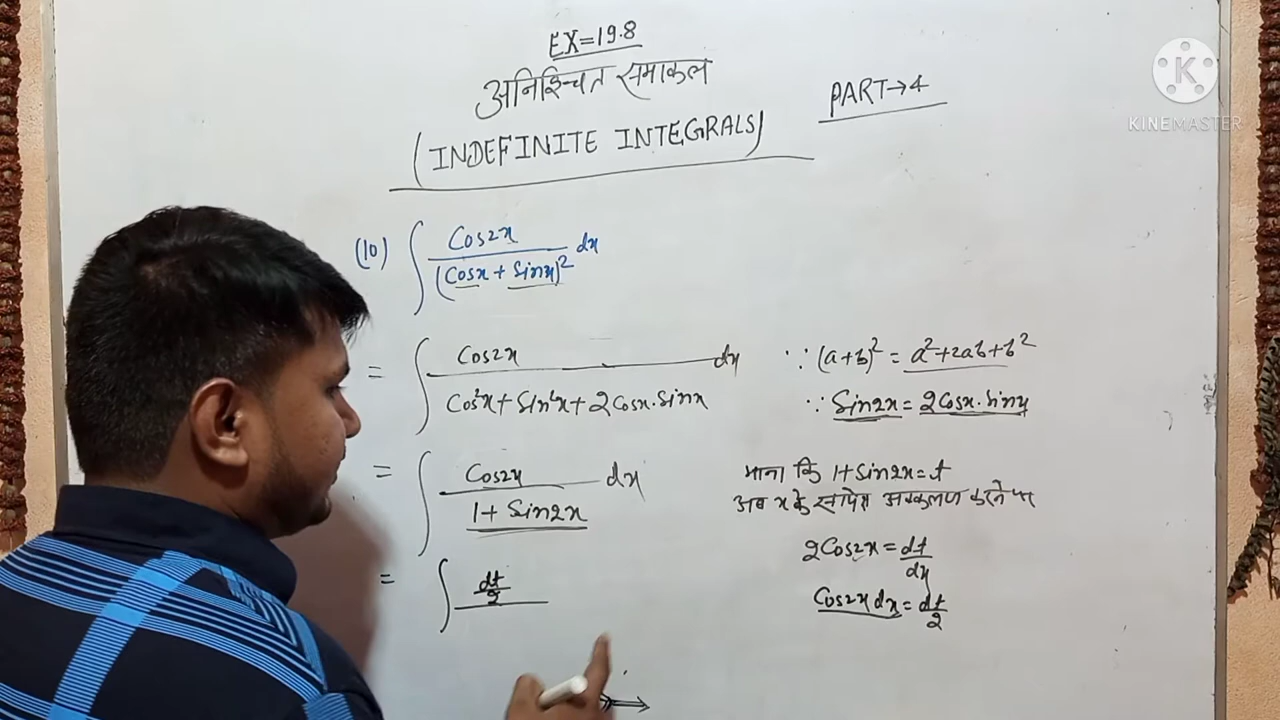 EX=19.8
अनिश्चित समाकल
(INDEFINITE INTEGRALS)
PART→4
KINEMASTER
(10) ∫ Cos2x / (Cosx + Sinx)² dx
= ∫ Cos2x / Cos²x + Sin²x + 2Cosx.Sinx dx
∵ (a+b)² = a²+2ab+b²
∵ Sin2x = 2Cosx.Sinx
= ∫ Cos2x / 1+Sin2x dx
माना कि 1+Sin2x=t
अब x के सापेक्ष अवकलन करने पर
2Cos2x = dt/dx
Cos2x dx = dt/2
= ∫ dt/2